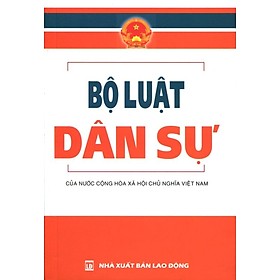 BỘ LUẬT
DÂN SỰ
CỦA NƯỚC CỘNG HÒA XÃ HỘI CHỦ NGHĨA VIỆT NAM
NHÀ XUẤT BẢN LAO ĐỘNG